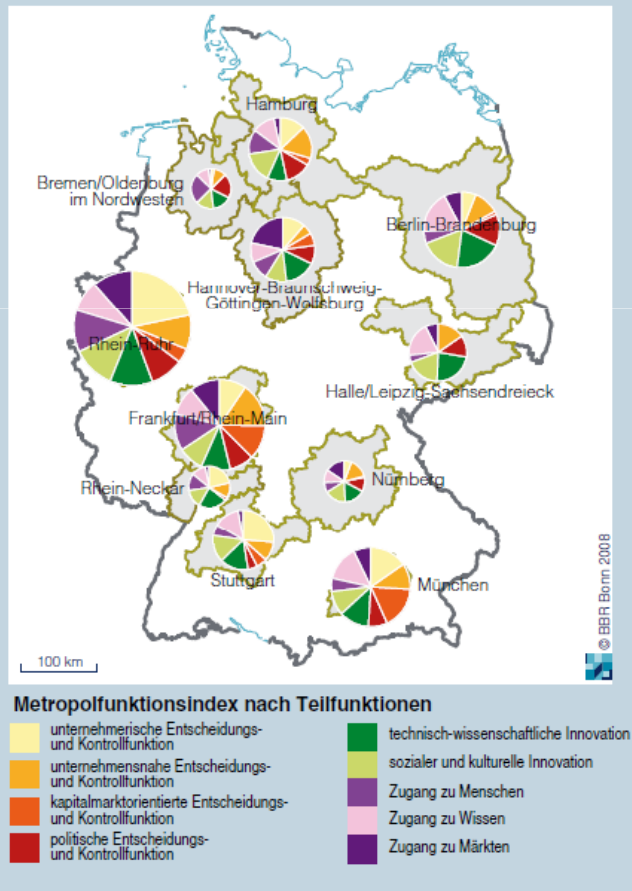 Hamburg
Bremen/Oldenburg
im Nordwesten
Berlin-Brandenburg
Hannover-Braunschweig-
Göttingen-Wolfsburg
Rhein-Ruhr
Halle/Leipzig-Sachsendreieck
Frankfurt/Rhein-Main
Rhein-Neckar
Nürnberg
Stuttgart
München
© BBR Bonn 2008
100 km
Metropolfunktionsindex nach Teilfunktionen
unternehmerische Entscheidungs-
und Kontrollfunktion
unternehmensnahe Entscheidungs-
und Kontrollfunktion
kapitalmarktorientierte Entscheidungs-
und Kontrollfunktion
politische Entscheidungs-
und Kontrollfunktion
technisch-wissenschaftliche Innovation
sozialer und kulturelle Innovation
Zugang zu Menschen
Zugang zu Wissen
Zugang zu Märkten